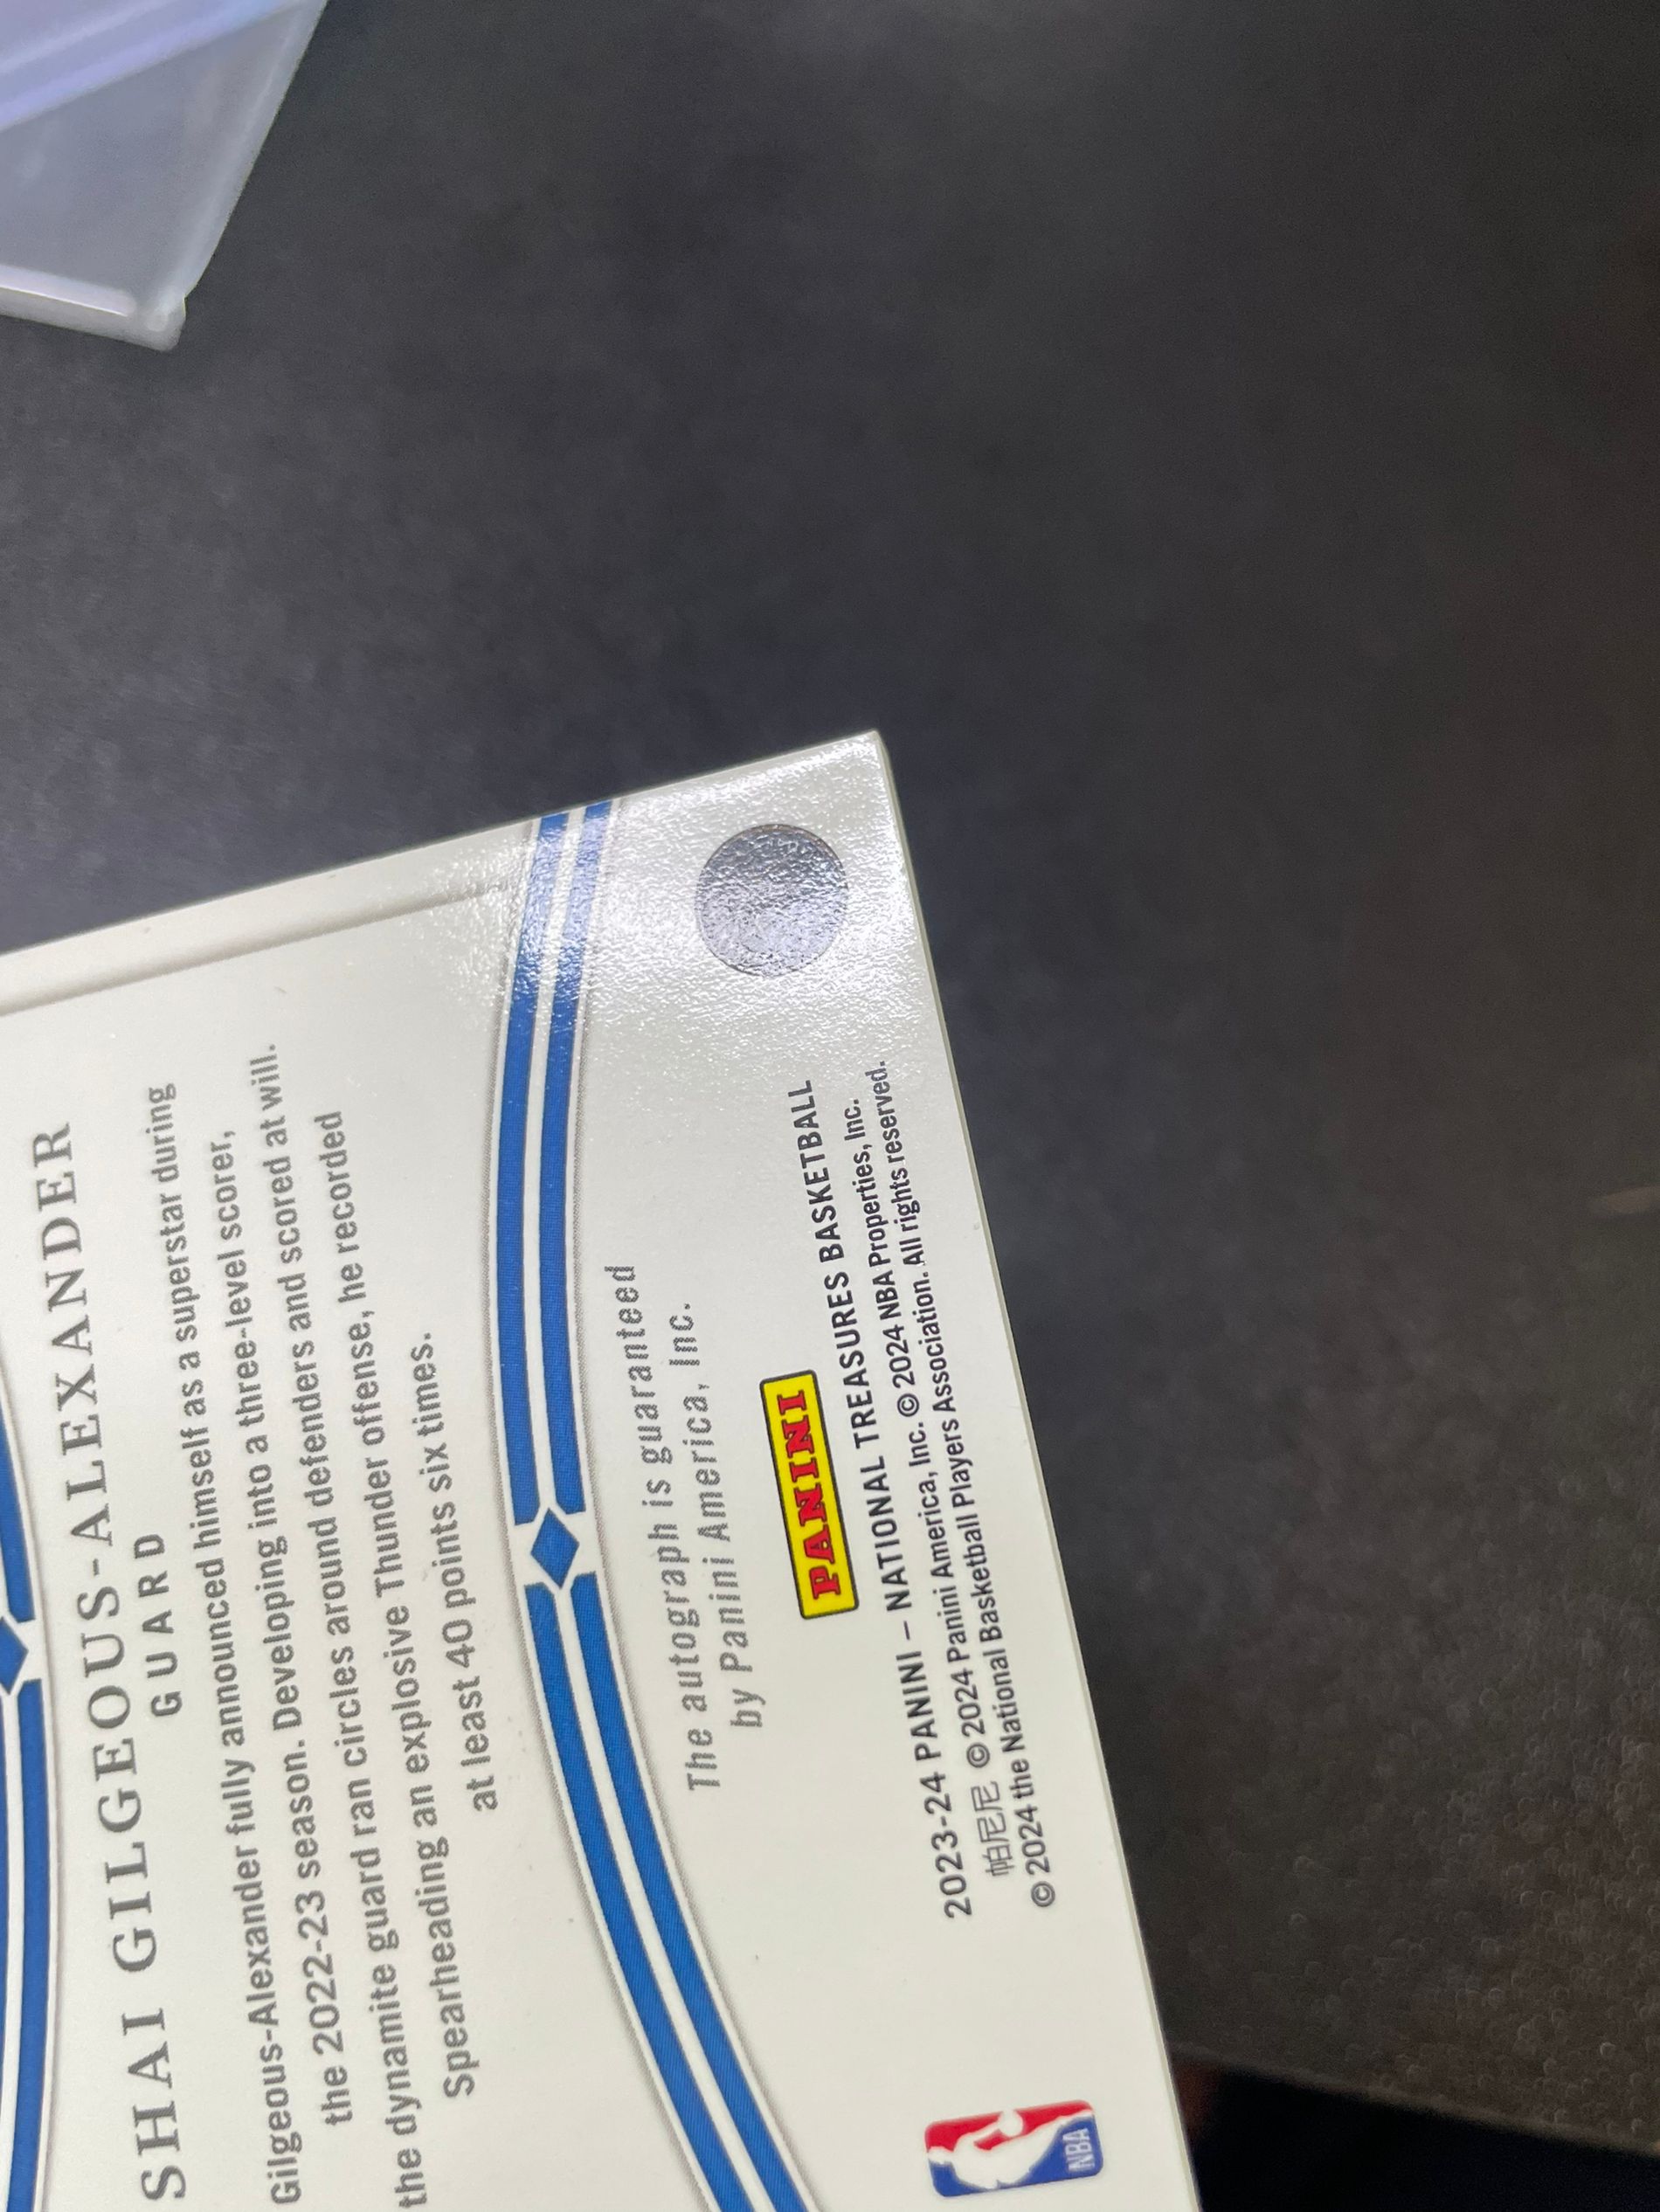 SHAI GILGEOUS-ALEXANDER
GUARD
Gilgeous-Alexander fully announced himself as a superstar during
the 2022-23 season. Developing into a three-level scorer,
the dynamite guard ran circles around defenders and scored at will.
Spearheading an explosive Thunder offense, he recorded
at least 40 points six times.
The autograph is guaranteed
by Panini America, Inc.
PANINI
2023-24 PANINI – NATIONAL TREASURES BASKETBALL
帕尼尼 © 2024 Panini America, Inc. © 2024 NBA Properties, Inc.
© 2024 the National Basketball Players Association. All rights reserved.
NBA